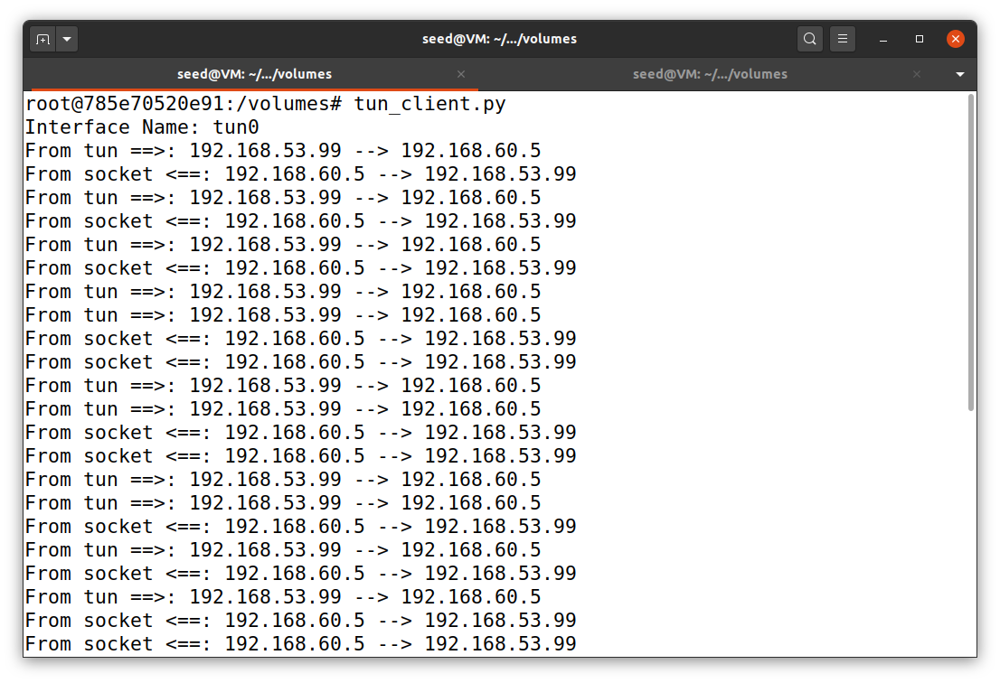 seed@VM: ~/.../volumes
seed@VM: ~/.../volumes
seed@VM: ~/.../volumes
root@785e70520e91:/volumes# tun_client.py
Interface Name: tun0
From tun ==>: 192.168.53.99 --> 192.168.60.5
From socket <==: 192.168.60.5 --> 192.168.53.99
From tun ==>: 192.168.53.99 --> 192.168.60.5
From socket <==: 192.168.60.5 --> 192.168.53.99
From tun ==>: 192.168.53.99 --> 192.168.60.5
From socket <==: 192.168.60.5 --> 192.168.53.99
From tun ==>: 192.168.53.99 --> 192.168.60.5
From tun ==>: 192.168.53.99 --> 192.168.60.5
From socket <==: 192.168.60.5 --> 192.168.53.99
From socket <==: 192.168.60.5 --> 192.168.53.99
From tun ==>: 192.168.53.99 --> 192.168.60.5
From tun ==>: 192.168.53.99 --> 192.168.60.5
From socket <==: 192.168.60.5 --> 192.168.53.99
From socket <==: 192.168.60.5 --> 192.168.53.99
From tun ==>: 192.168.53.99 --> 192.168.60.5
From tun ==>: 192.168.53.99 --> 192.168.60.5
From socket <==: 192.168.60.5 --> 192.168.53.99
From tun ==>: 192.168.53.99 --> 192.168.60.5
From socket <==: 192.168.60.5 --> 192.168.53.99
From tun ==>: 192.168.53.99 --> 192.168.60.5
From socket <==: 192.168.60.5 --> 192.168.53.99
From socket <==: 192.168.60.5 --> 192.168.53.99